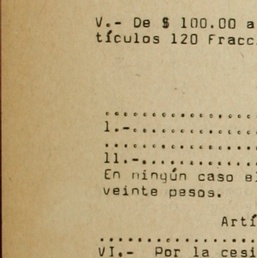 V.- De $ 100.00 a
tículos 120 Fracc.
..................
1.-...............
..................
11.-..............
En ningún caso el
veinte pesos.
Artí
..................
VI.- Por la cesi